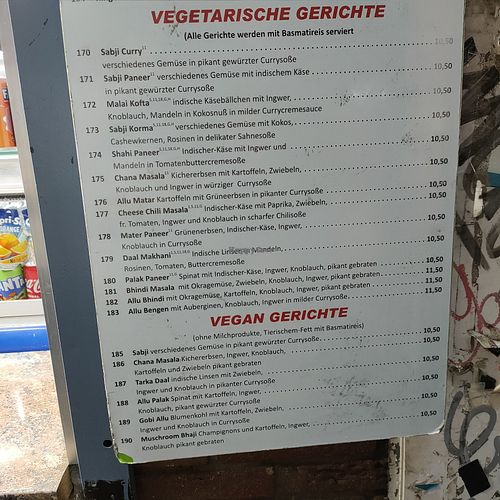 VEGETARISCHE GERICHTE
(Alle Gerichte werden mit Basmatireis serviert
170 Sabji Curry 10,50
verschiedenes Gemüse in pikant gewürzter Currysoße
171 Sabji Paneer verschiedenes Gemüse mit indischem Käse 10,50
in pikant gewürzter Currysoße
172 Malai Kofta indische Käsebällchen mit Ingwer, 10,50
Knoblauch, Mandeln in Kokosnuß in milder Currycremesauce
173 Sabji Korma verschiedenes Gemüse mit Kokos, 10,50
Cashewkernen, Rosinen in delikater Sahnesoße
174 Shahi Paneer Indischer-Käse mit Ingwer und 10,50
Mandeln in Tomatenbuttercremesoße
175 Chana Masala Kichererbsen mit Kartoffeln, Zwiebeln, 10,50
Knoblauch und Ingwer in würziger Currysoße
176 Allu Matar Kartoffeln mit Grüneerbsen in pikanter Currysoße 10,50
177 Cheese Chili Masala Indischer-Käse mit Paprika, Zwiebeln, 10,50
fr. Tomaten, Ingwer und Knoblauch in scharfer Chilisoße
178 Mater Paneer Grünenerbsen, Indischer-Käse, Ingwer, 10,50
Knoblauch in Currysoße
179 Daal Makhani Indische Linsen, Mandeln, 10,50
Rosinen, Tomaten, Buttercremesoße
180 Palak Paneer Spinat mit Indischer-Käse, Ingwer, Knoblauch, pikant gebraten 10,50
181 Bhindi Masala mit Okragemüse, Zwiebeln, Knoblauch, Ingwer, pikant gebraten 11,50
182 Allu Bhindi mit Okragemüse, Kartoffeln, Knoblauch, Ingwer, pikant gebraten 11,50
183 Allu Bengen mit Auberginen, Knoblauch, Ingwer in milder Currysoße 11,50
VEGAN GERICHTE
(ohne Milchprodukte, Tierischem-Fett mit Basmatireis)
185 Sabji verschiedenes Gemüse in pikant gewürzter Currysoße 10,50
186 Chana Masala Kichererbsen, Ingwer, Knoblauch, 10,50
Kartoffeln und Zwiebeln pikant gebraten
187 Tarka Daal indische Linsen mit Zwiebeln, 10,50
Ingwer und Knoblauch in pikanter Currysoße
188 Allu Palak Spinat mit Kartoffeln, Ingwer, 10,50
Knoblauch, pikant gewürzter Currysoße
189 Gobi Allu Blumenkohl mit Kartoffeln, Zwiebeln, 10,50
Ingwer und Knoblauch in Currysoße
190 Muschroom Bhaji Champignons und Kartoffeln, Ingwer, 10,50
Knoblauch pikant gebraten